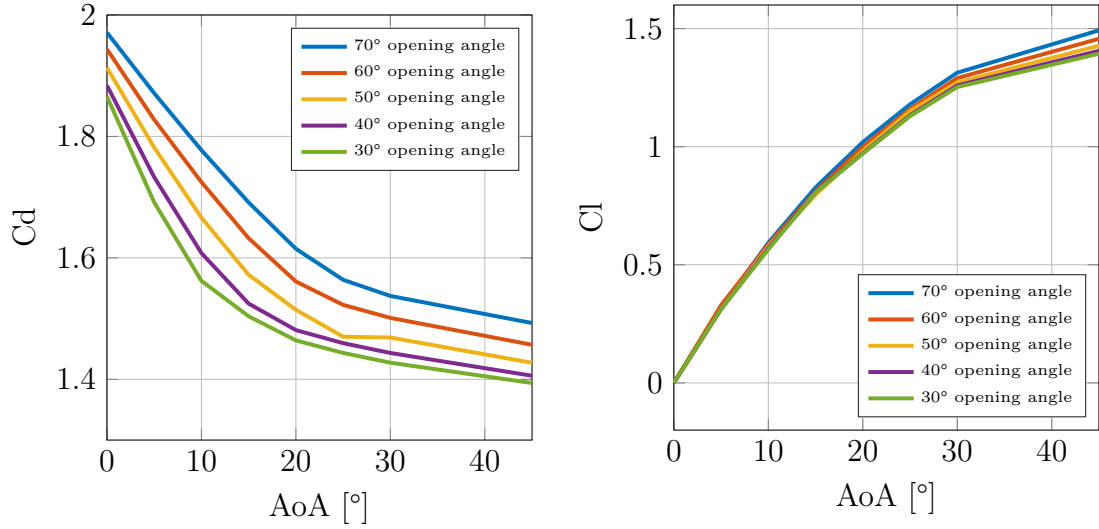 2
1.8
1.6
1.4
Cd
0 10 20 30 40
AoA [°]
70° opening angle
60° opening angle
50° opening angle
40° opening angle
30° opening angle
1.5
1
0.5
0
Cl
0 10 20 30 40
AoA [°]
70° opening angle
60° opening angle
50° opening angle
40° opening angle
30° opening angle